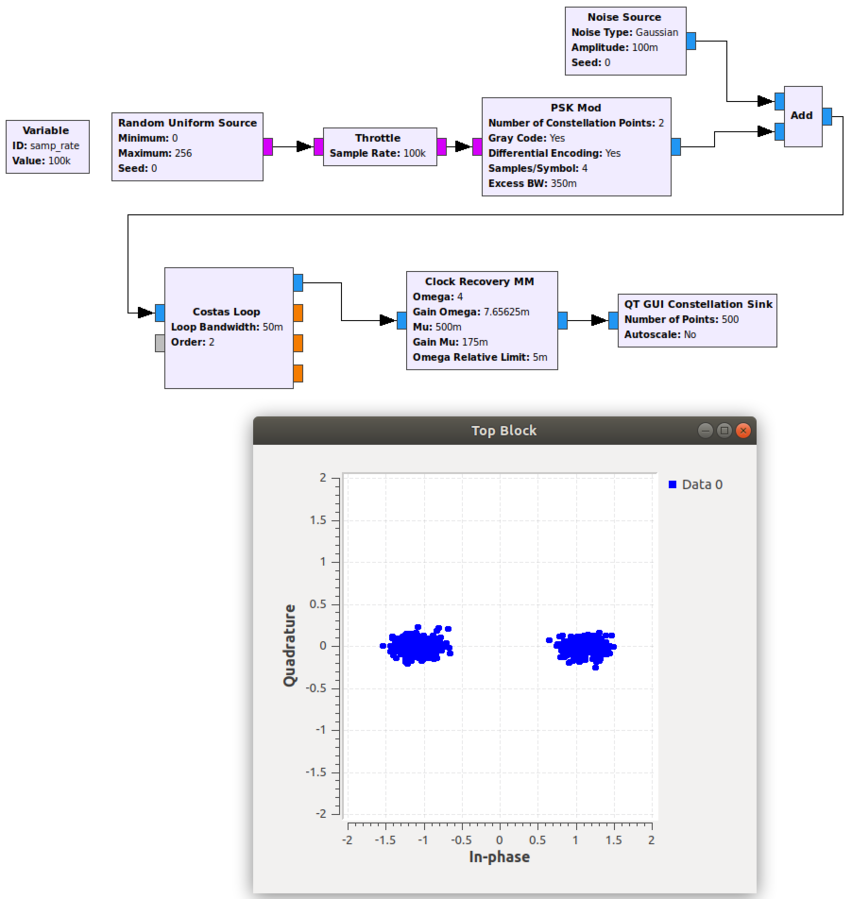 Noise Source
Noise Type: Gaussian
Amplitude: 100m
Seed: 0
Variable
ID: samp_rate
Value: 100k
Random Uniform Source
Minimum: 0
Maximum: 256
Seed: 0
Throttle
Sample Rate: 100k
PSK Mod
Number of Constellation Points: 2
Gray Code: Yes
Differential Encoding: Yes
Samples/Symbol: 4
Excess BW: 350m
Add
Costas Loop
Loop Bandwidth: 50m
Order: 2
Clock Recovery MM
Omega: 4
Gain Omega: 7.65625m
Mu: 500m
Gain Mu: 175m
Omega Relative Limit: 5m
QT GUI Constellation Sink
Number of Points: 500
Autoscale: No
Top Block
Data 0
2
1.5
1
0.5
0
-0.5
-1
-1.5
-2
Quadrature
-2 -1.5 -1 -0.5 0 0.5 1 1.5 2
In-phase